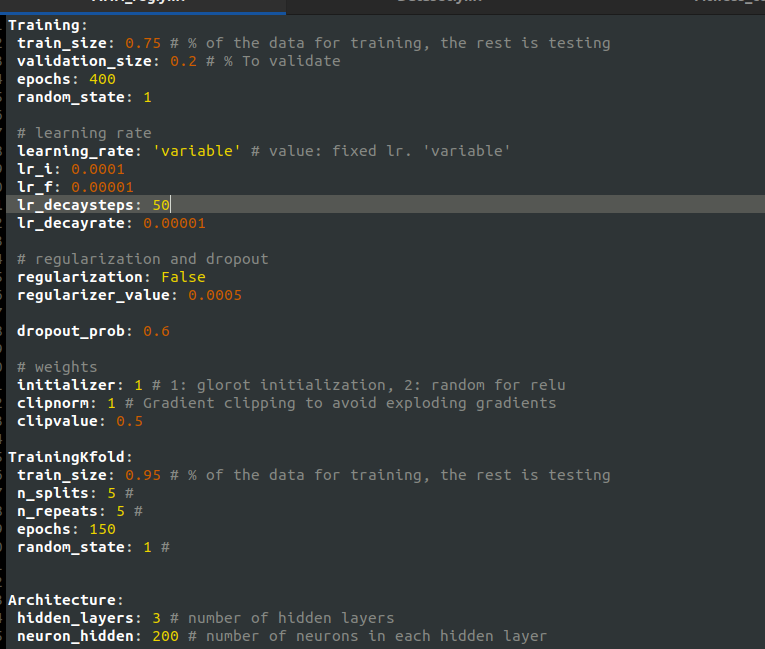 Training:
train_size: 0.75 # % of the data for training, the rest is testing
validation_size: 0.2 # % To validate
epochs: 400
random_state: 1
# learning rate
learning_rate: 'variable' # value: fixed lr. 'variable'
lr_i: 0.0001
lr_f: 0.00001
lr_decaysteps: 50
lr_decayrate: 0.00001
# regularization and dropout
regularization: False
regularizer_value: 0.0005
dropout_prob: 0.6
# weights
initializer: 1 # 1: glorot initialization, 2: random for relu
clipnorm: 1 # Gradient clipping to avoid exploding gradients
clipvalue: 0.5
TrainingKfold:
train_size: 0.95 # % of the data for training, the rest is testing
n_splits: 5 #
n_repeats: 5 #
epochs: 150
random_state: 1 #
Architecture:
hidden_layers: 3 # number of hidden layers
neuron_hidden: 200 # number of neurons in each hidden layer